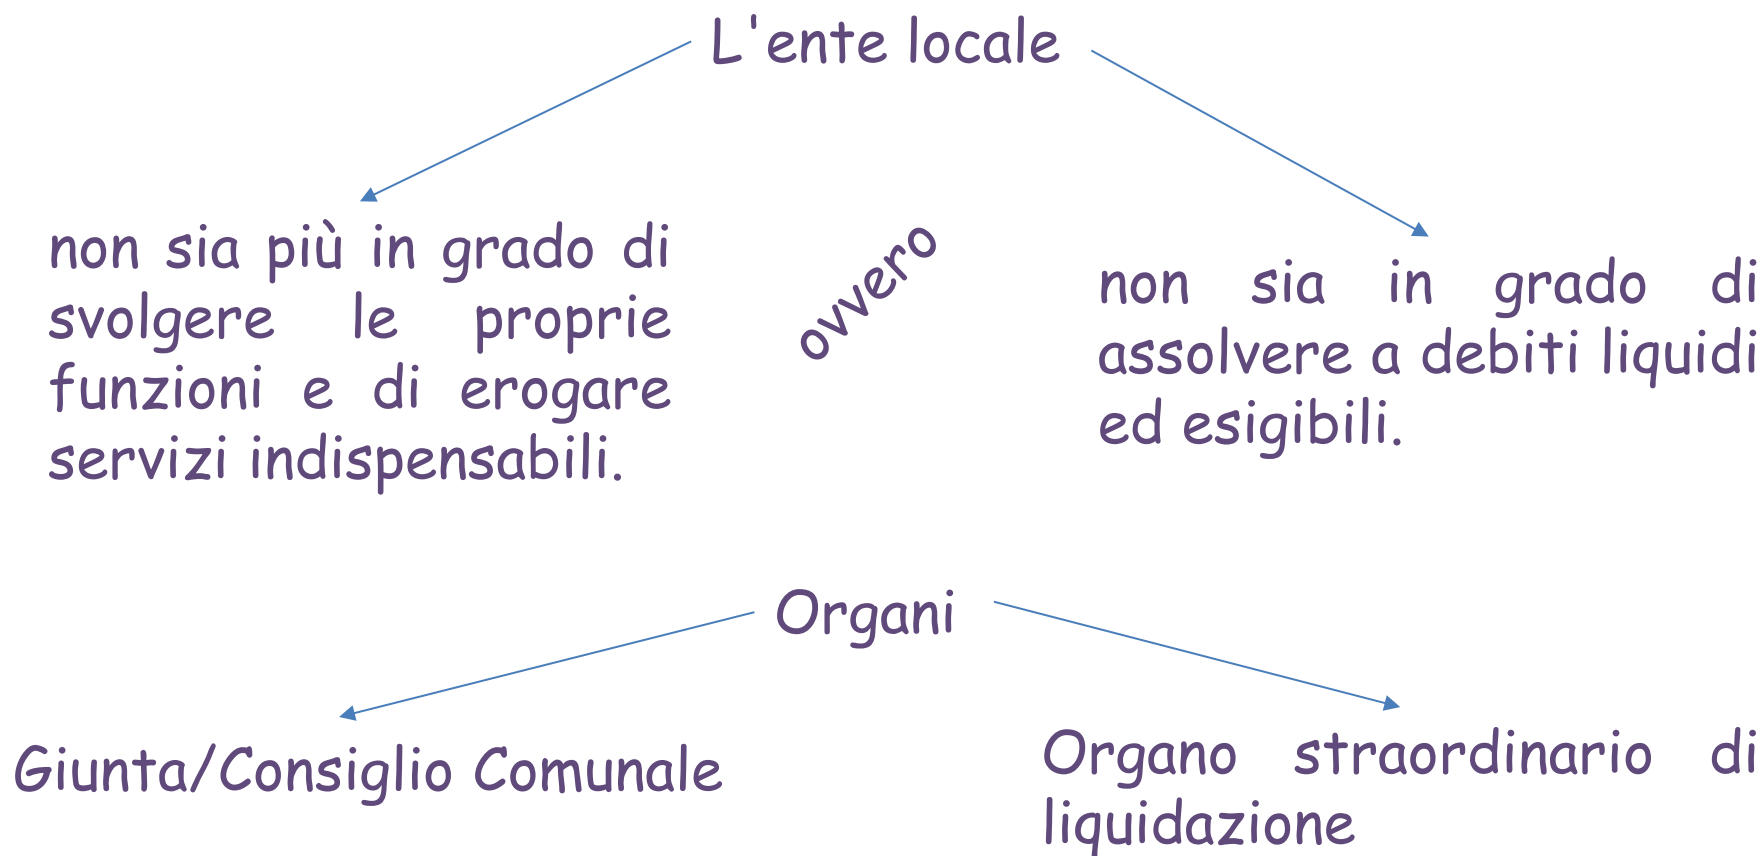 L'ente locale
non sia più in grado di
svolgere le proprie
funzioni e di erogare
servizi indispensabili.
ovvero
non sia in grado di
assolvere a debiti liquidi
ed esigibili.
Organi
Giunta/Consiglio Comunale
Organo straordinario di
liquidazione